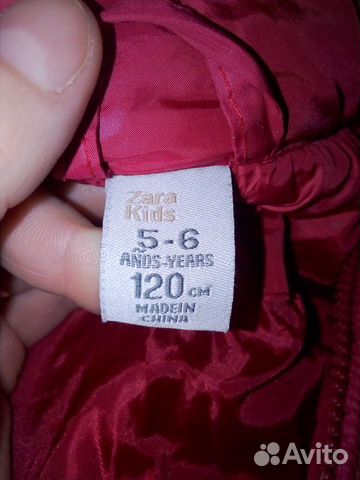 Zara
Kids
5-6
AÑOS-YEARS
120 CM
MADE IN
CHINA
Avito